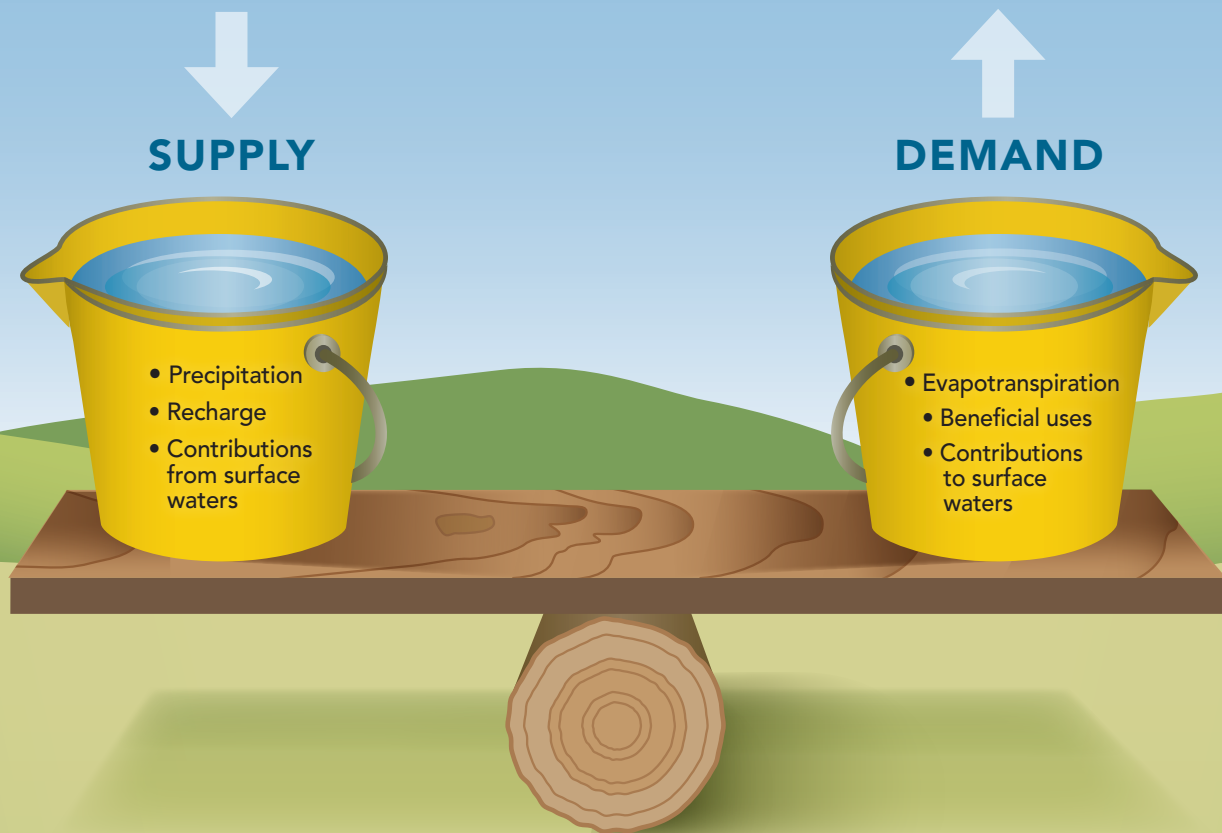 SUPPLY
• Precipitation
• Recharge
• Contributions
from surface
waters
DEMAND
• Evapotranspiration
• Beneficial uses
• Contributions
to surface
waters